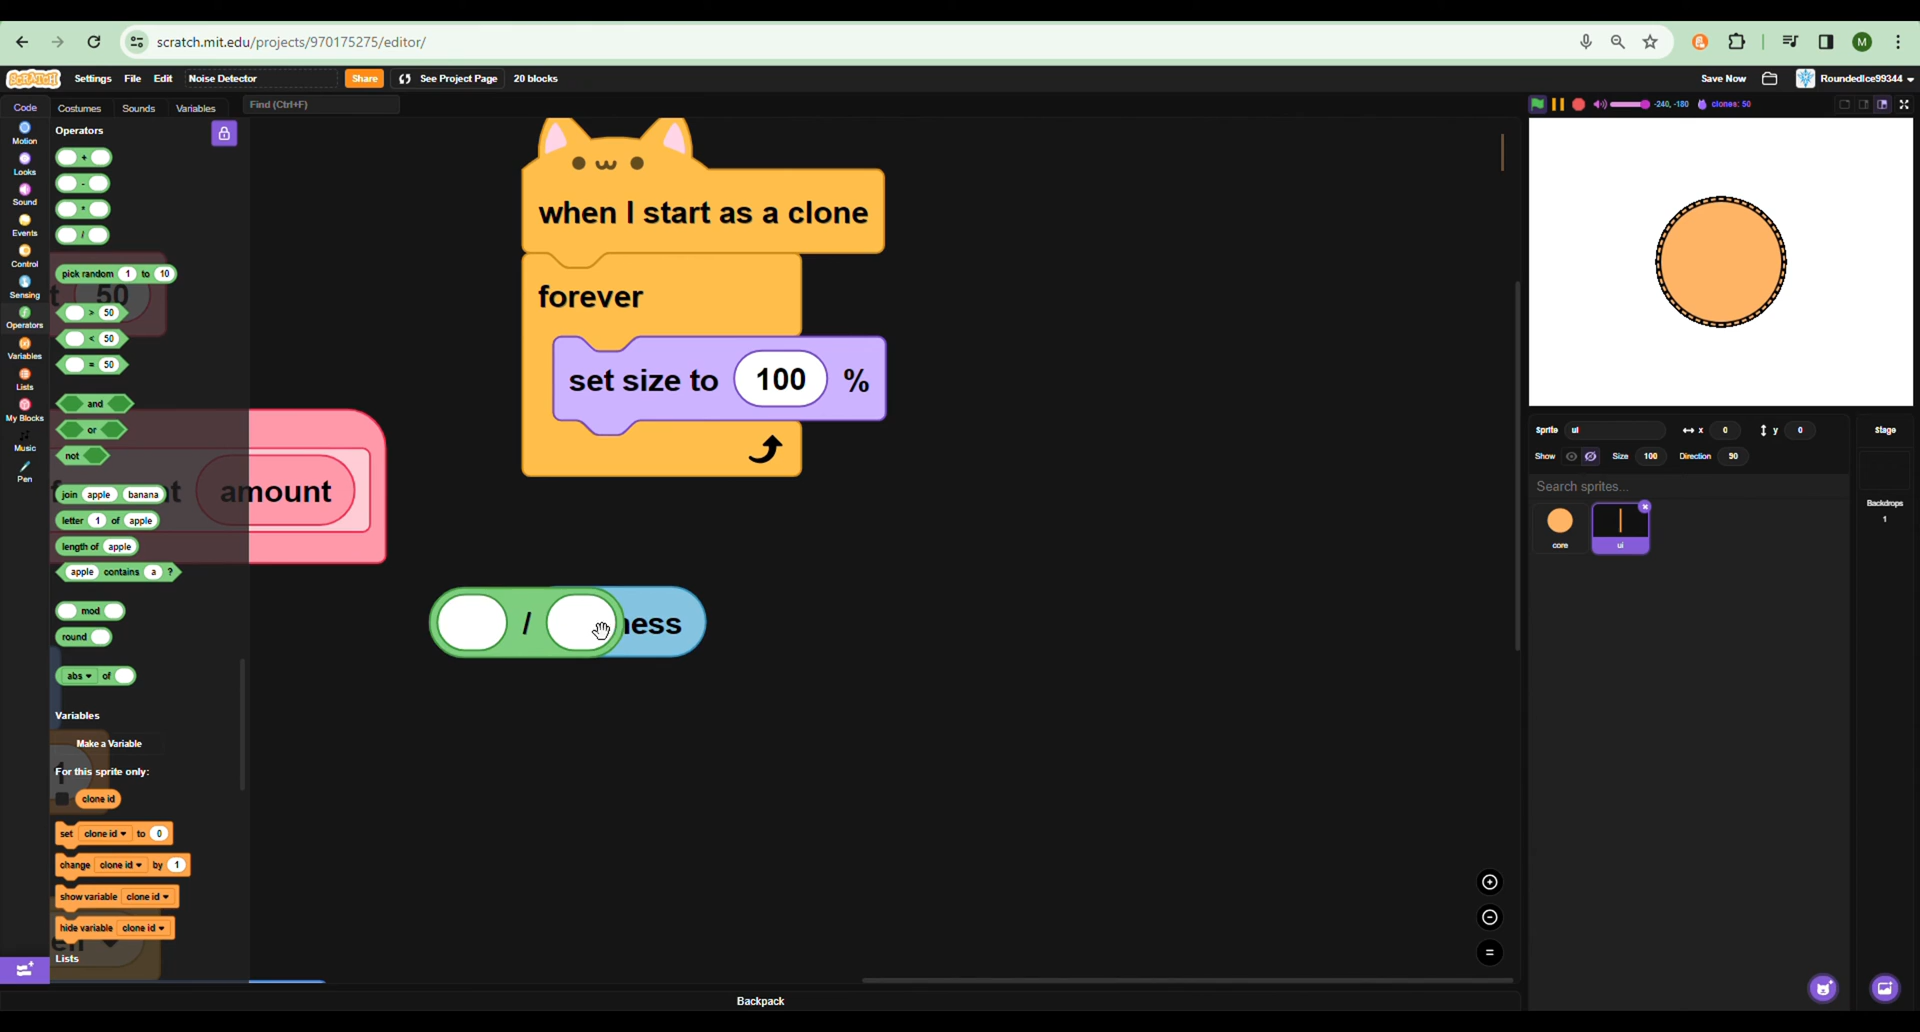 scratch.mit.edu/projects/970175275/editor/
M
SCRATCH Settings File Edit Noise Detector Share See Project Page 20 blocks Save Now RoundedIce99344
Code Costumes Sounds Variables Find (Ctrl+F) -240, -180 clones: 50
Motion
Looks
Sound
Events
Control
Sensing
Operators
Variables
Lists
My Blocks
Music
Pen
Operators
+
-
*
/
pick random 1 to 10
50
> 50
< 50
= 50
and
or
not
join apple banana
letter 1 of apple
length of apple
apple contains a ?
mod
round
abs of
Variables
Make a Variable
1
For this sprite only:
clone id
set clone id to 0
change clone id by 1
show variable clone id
hide variable clone id
Lists
when I start as a clone
forever
set size to 100 %
t amount
/ ness
Backpack
Sprite ui x 0 y 0
Show Size 100 Direction 90
Search sprites...
core
ui
Stage
Backdrops
1